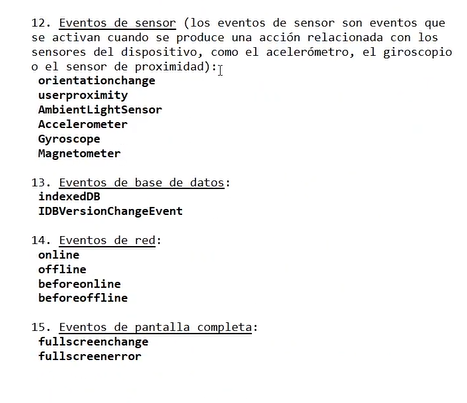 12. Eventos de sensor (los eventos de sensor son eventos que
se activan cuando se produce una acción relacionada con los
sensores del dispositivo, como el acelerómetro, el giroscopio
o el sensor de proximidad):
orientationchange
userproximity
AmbientLightSensor
Accelerometer
Gyroscope
Magnetometer
13. Eventos de base de datos:
indexedDB
IDBVersionChangeEvent
14. Eventos de red:
online
offline
beforeonline
beforeoffline
15. Eventos de pantalla completa:
fullscreenchange
fullscreenerror